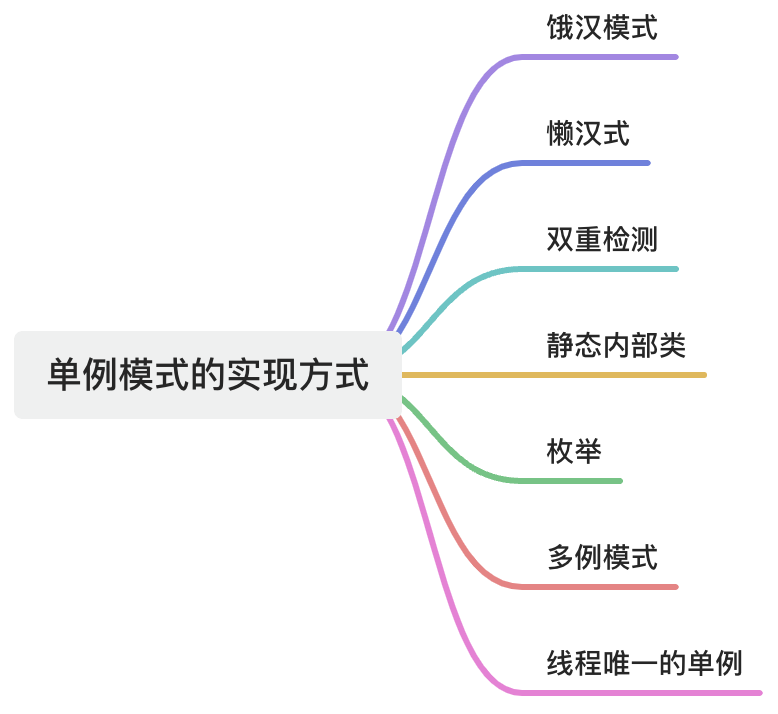 饿汉模式
懒汉式
双重检测
静态内部类
单例模式的实现方式
枚举
多例模式
线程唯一的单例